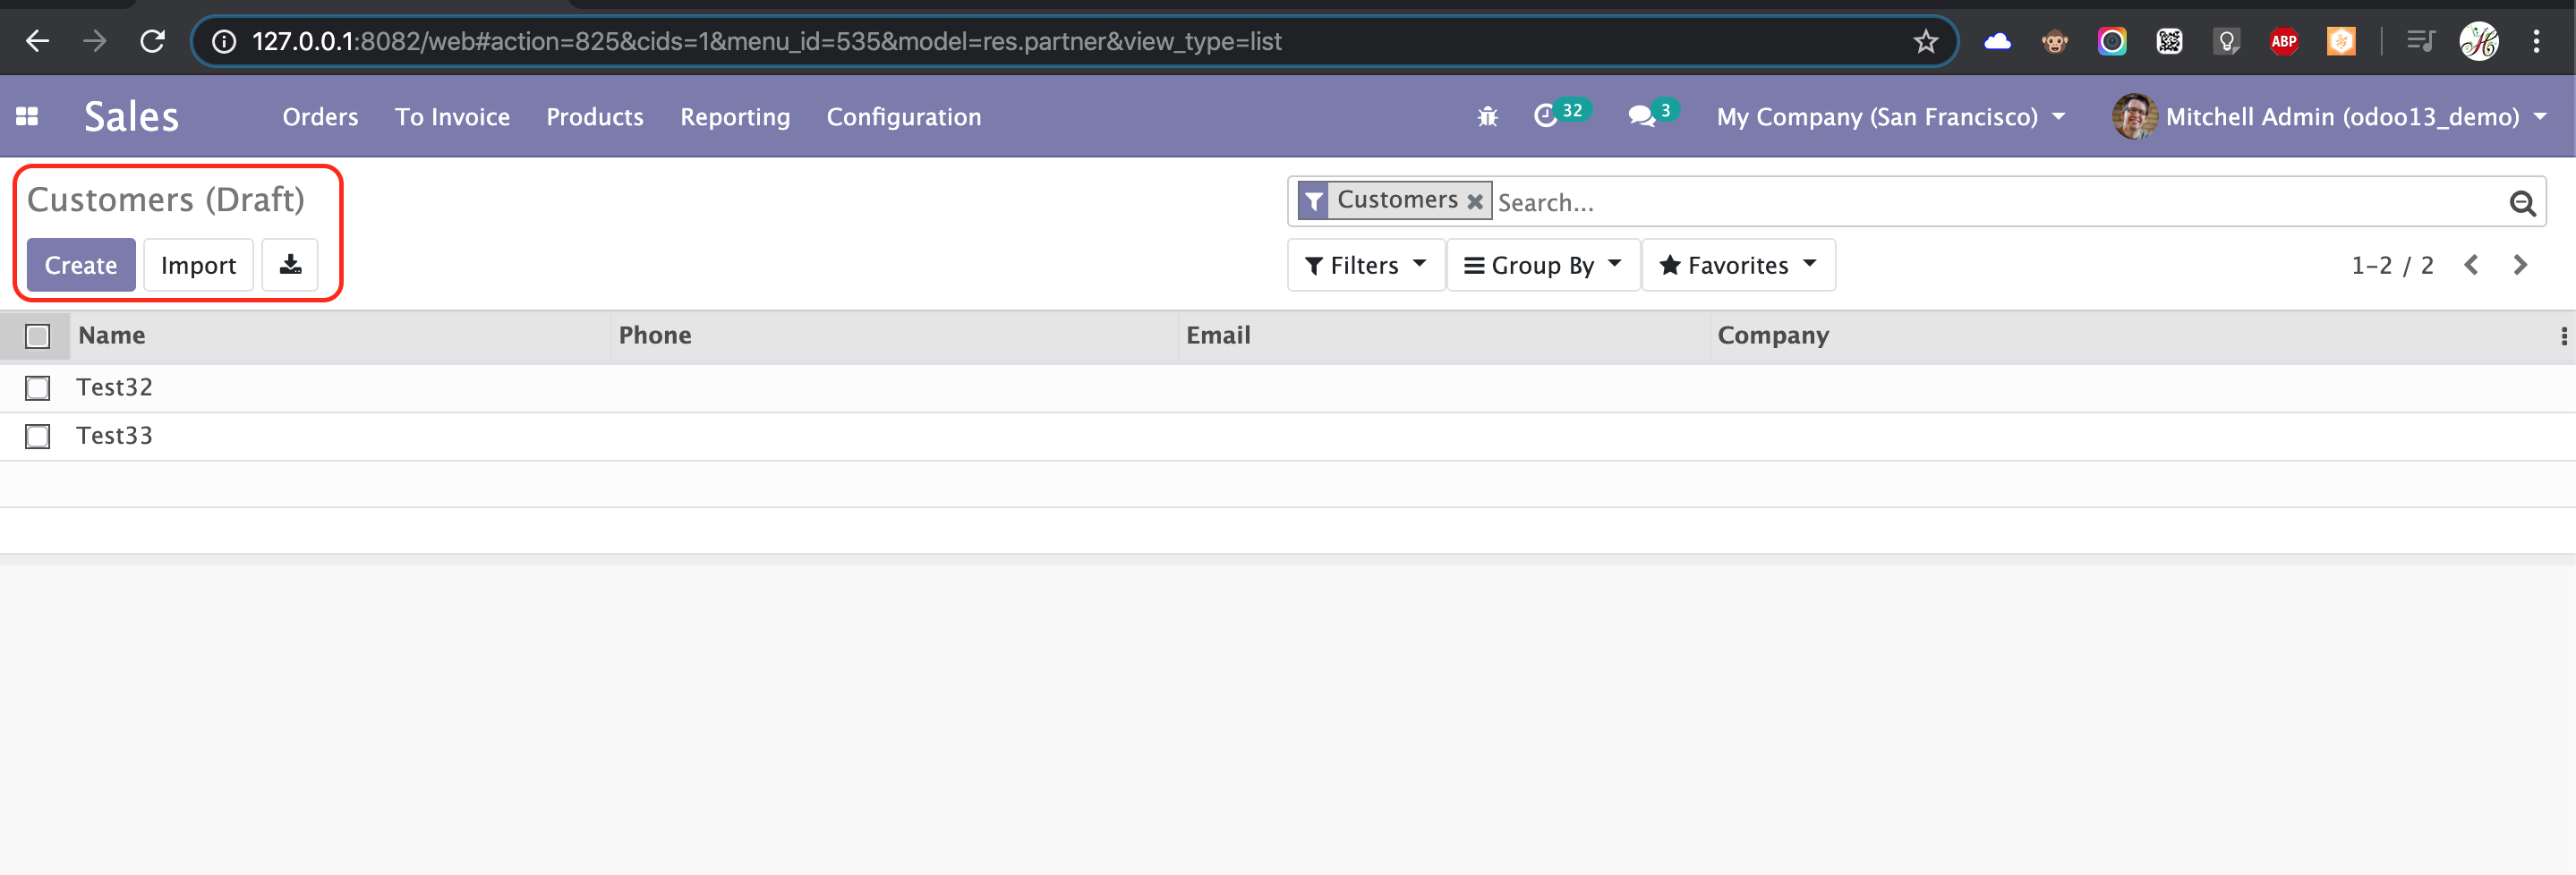 127.0.0.1:8082/web#action=825&cids=1&menu_id=535&model=res.partner&view_type=list
ABP
Sales Orders To Invoice Products Reporting Configuration 32 3 My Company (San Francisco) Mitchell Admin (odoo13_demo)
Customers (Draft)
Customers Search...
Create Import
Filters Group By Favorites 1-2 / 2
Name Phone Email Company
Test32
Test33